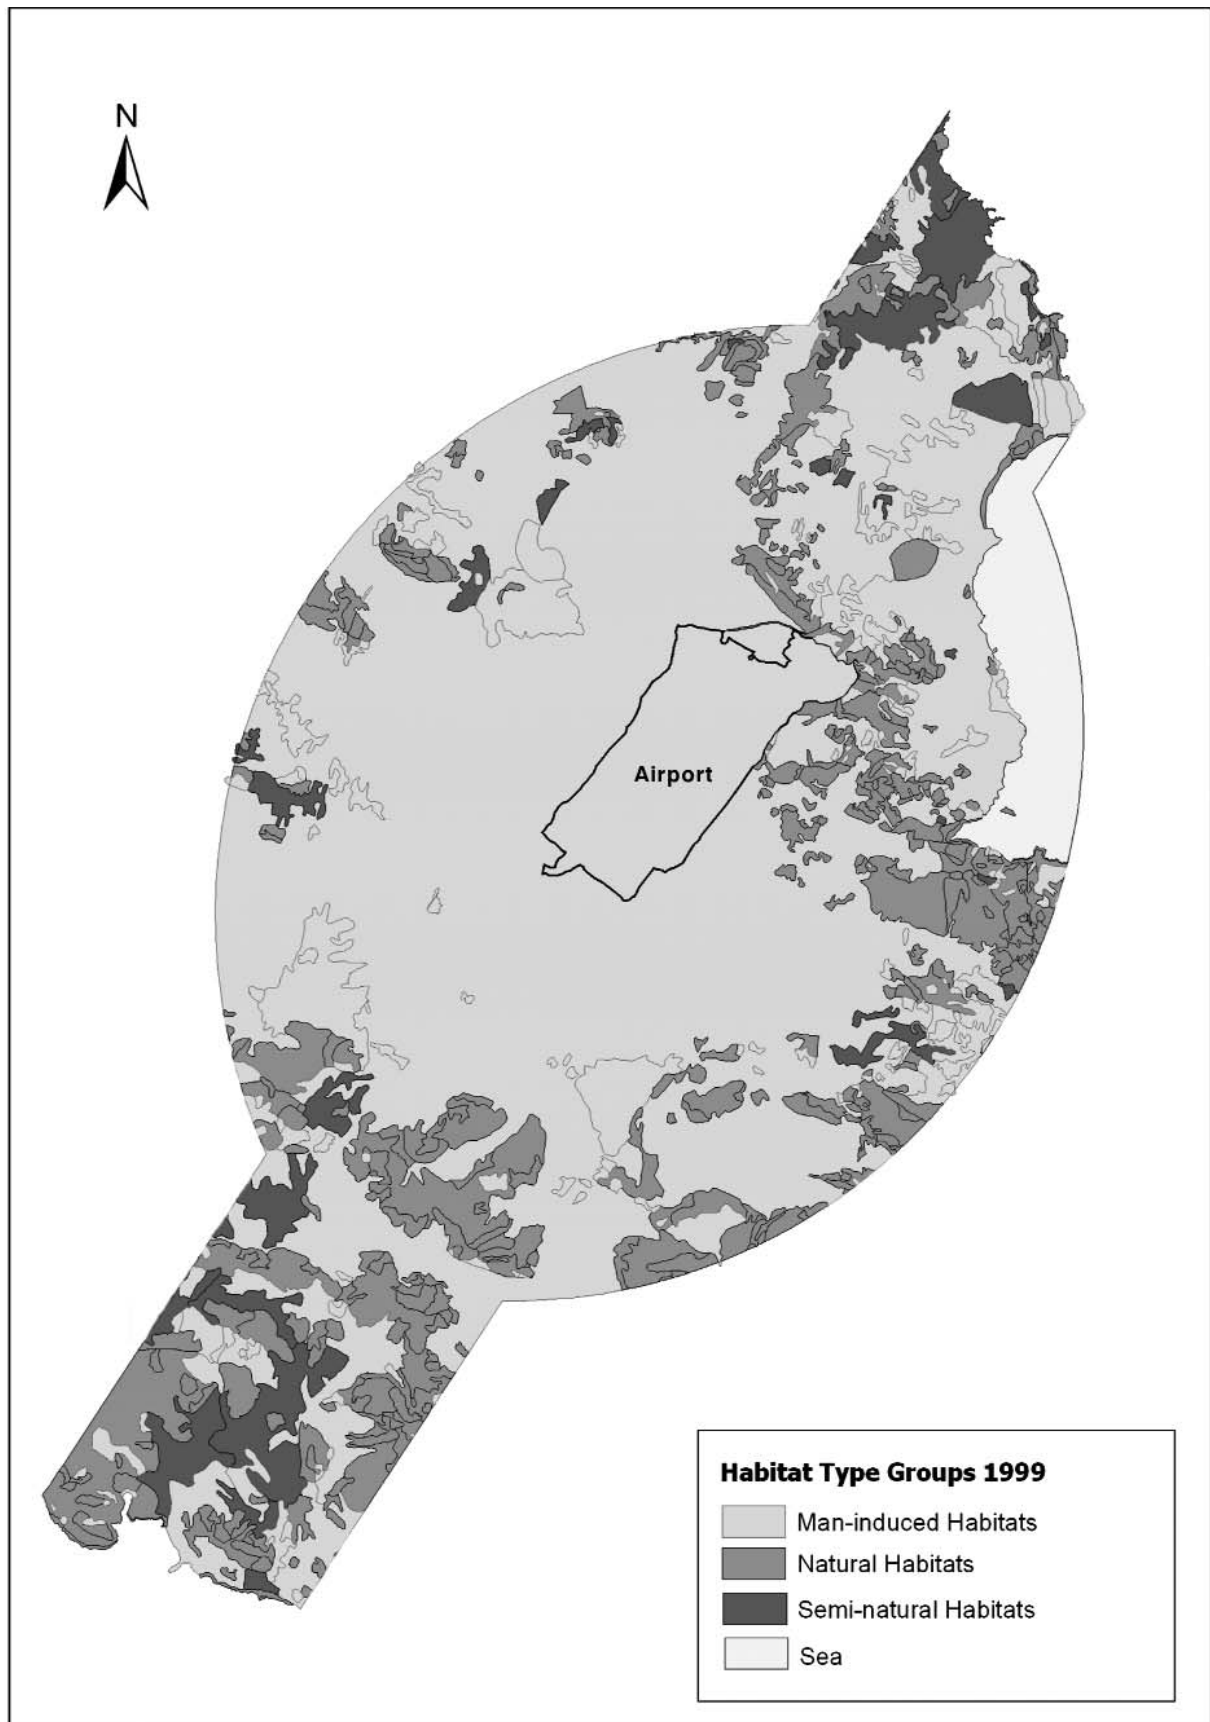 N
Airport
Habitat Type Groups 1999
Man-induced Habitats
Natural Habitats
Semi-natural Habitats
Sea